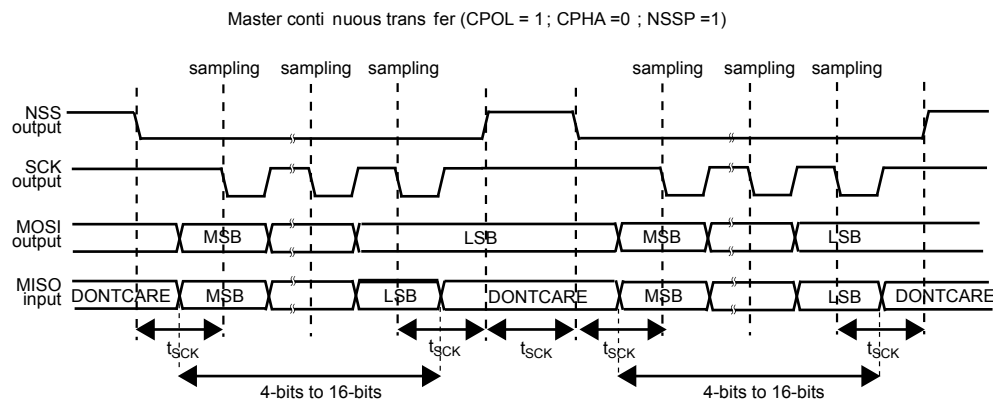 Master conti nuous trans fer (CPOL = 1 ; CPHA =0 ; NSSP =1)
sampling sampling sampling sampling sampling sampling
NSS
output
SCK
output
MOSI
output
MSB LSB MSB LSB
MISO
input
DONTCARE MSB LSB DONTCARE MSB LSB DONTCARE
tSCK tSCK tSCK tSCK tSCK
4-bits to 16-bits 4-bits to 16-bits